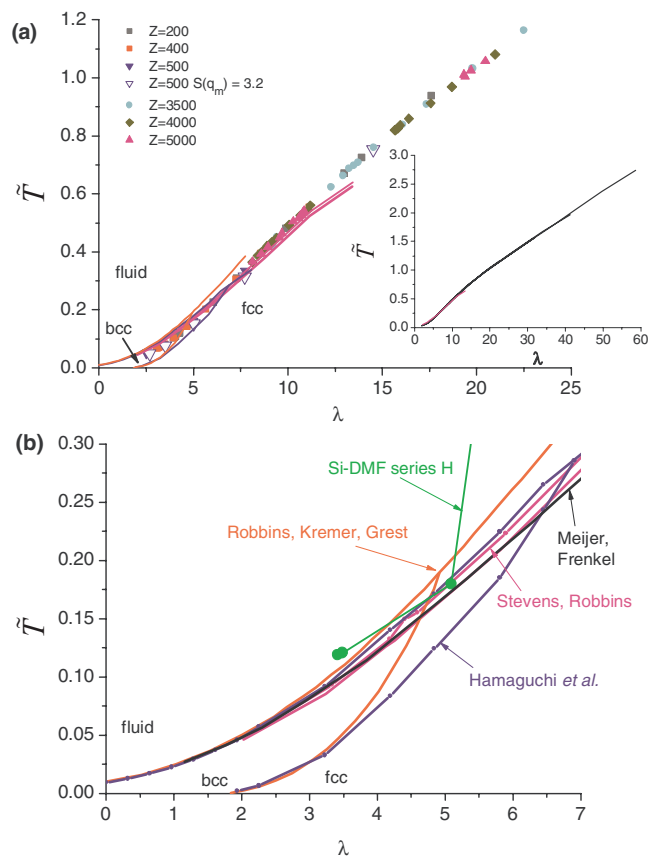 (a)
Z=200
Z=400
Z=500
Z=500 S(qm) = 3.2
Z=3500
Z=4000
Z=5000
1.2
1.0
0.8
0.6
0.4
0.2
0.0
T̃
fluid
bcc
fcc
0 5 10 15 20 25
λ
3.0
2.5
2.0
1.5
1.0
0.5
0.0
T̃
0 10 20 30 40 50 60
λ
(b)
0.30
0.25
0.20
0.15
0.10
0.05
0.00
T̃
Si-DMF series H
Robbins, Kremer, Grest
Meijer,
Frenkel
Stevens, Robbins
Hamaguchi et al.
fluid
bcc
fcc
0 1 2 3 4 5 6 7
λ